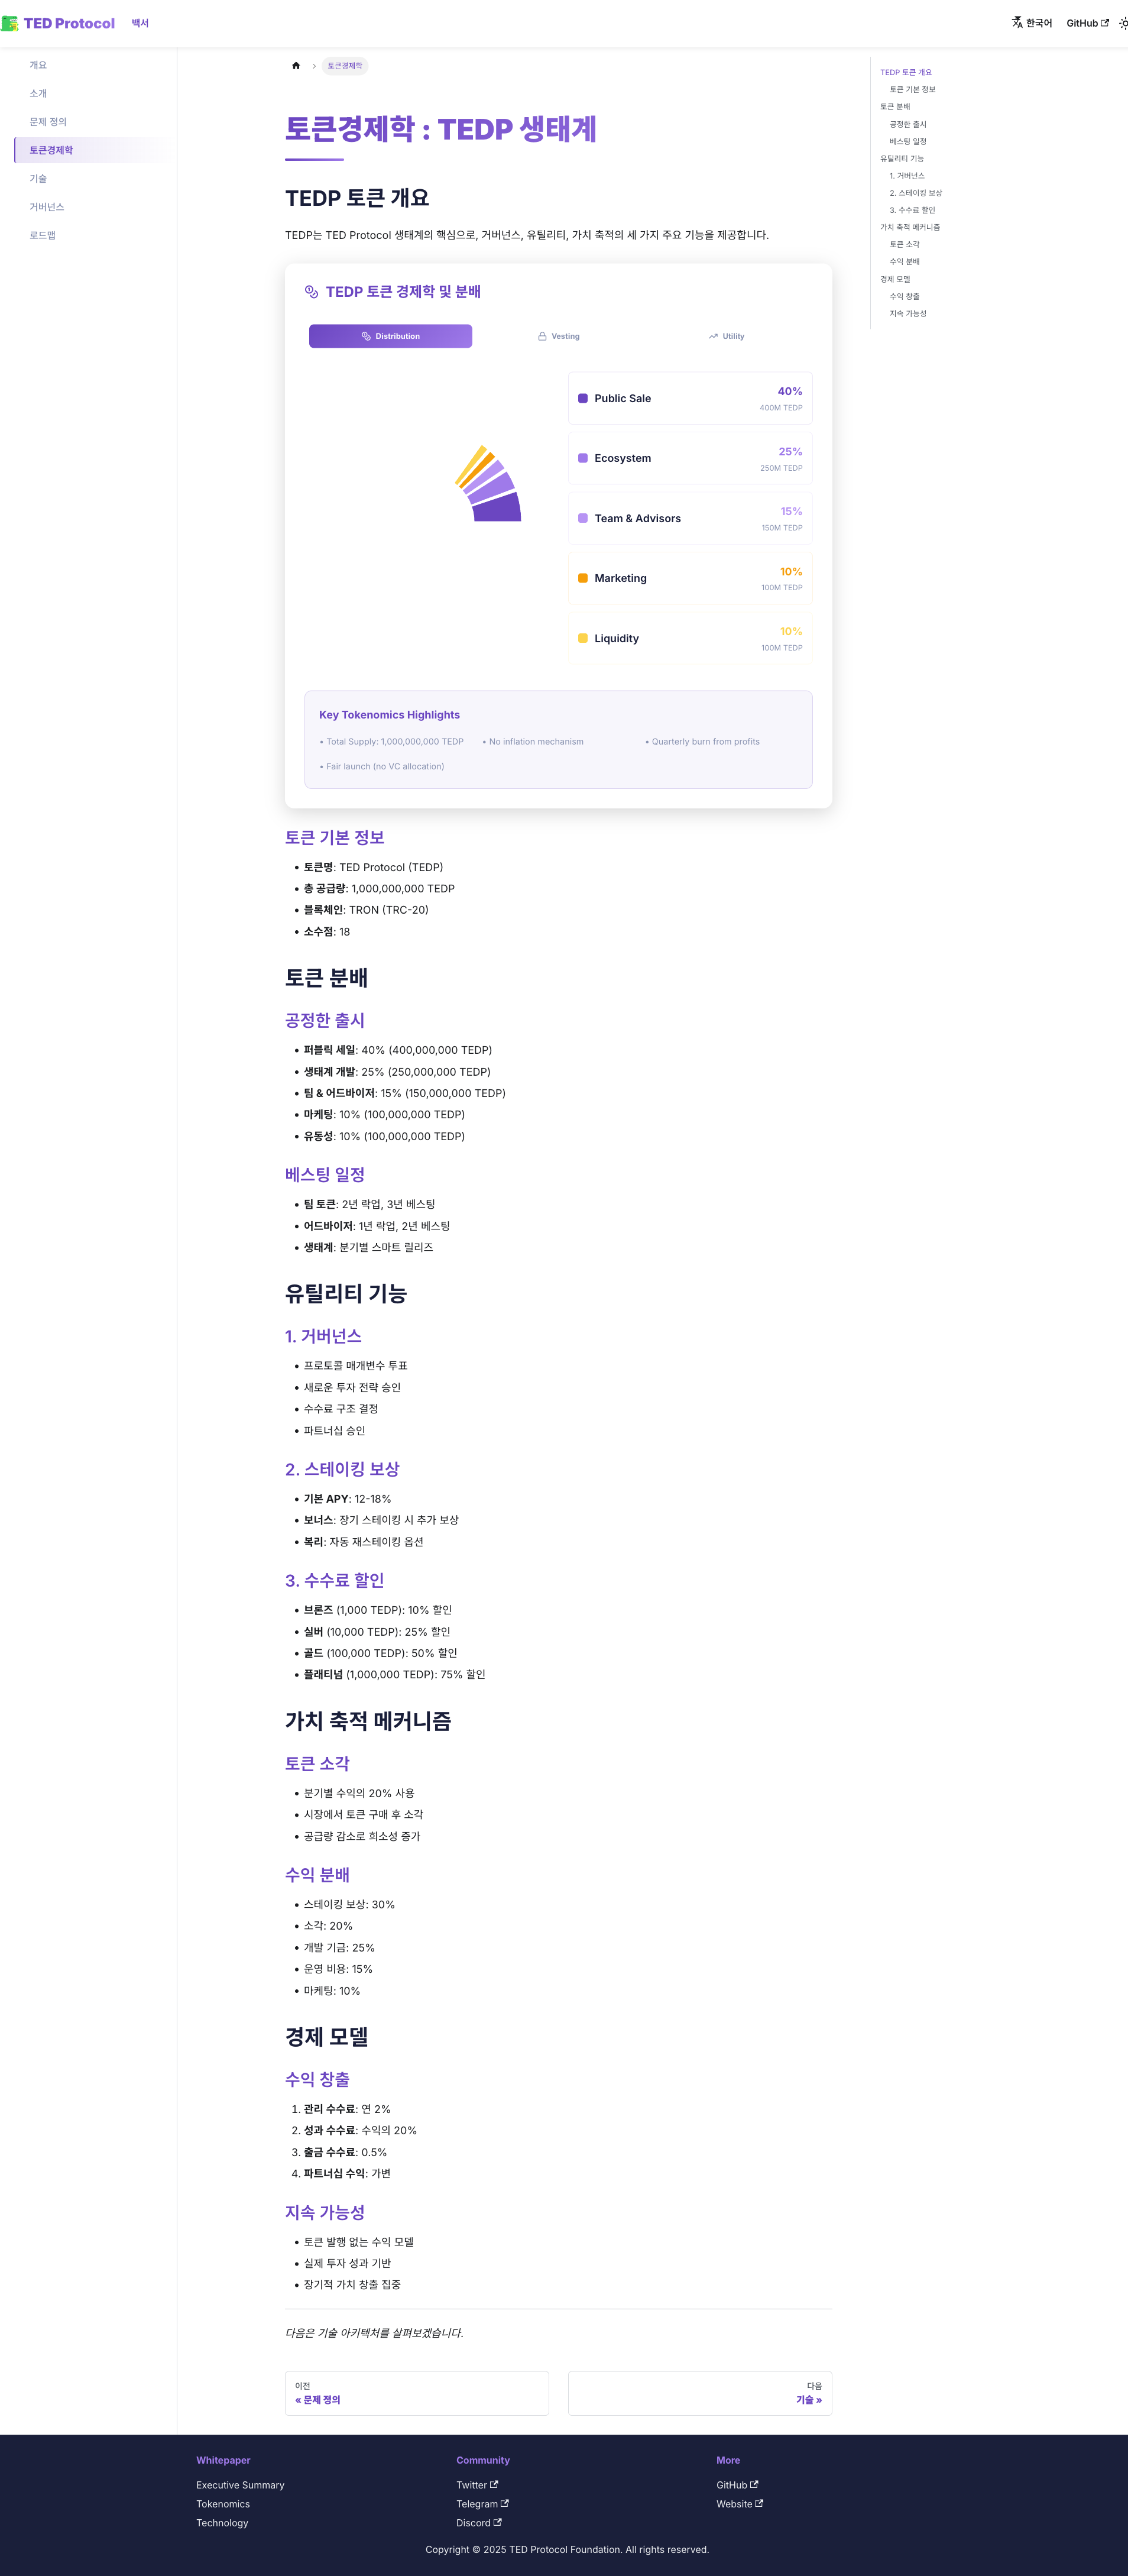 TED Protocol
백서
한국어
GitHub
개요
소개
문제 정의
토큰경제학
기술
거버넌스
로드맵
토큰경제학
토큰경제학 : TEDP 생태계
TEDP 토큰 개요
TEDP는 TED Protocol 생태계의 핵심으로, 거버넌스, 유틸리티, 가치 축적의 세 가지 주요 기능을 제공합니다.
TEDP 토큰 경제학 및 분배
Distribution
Vesting
Utility
Public Sale
40%
400M TEDP
Ecosystem
25%
250M TEDP
Team & Advisors
15%
150M TEDP
Marketing
10%
100M TEDP
Liquidity
10%
100M TEDP
Key Tokenomics Highlights
• Total Supply: 1,000,000,000 TEDP
• No inflation mechanism
• Quarterly burn from profits
• Fair launch (no VC allocation)
토큰 기본 정보
• 토큰명: TED Protocol (TEDP)
• 총 공급량: 1,000,000,000 TEDP
• 블록체인: TRON (TRC-20)
• 소수점: 18
토큰 분배
공정한 출시
• 퍼블릭 세일: 40% (400,000,000 TEDP)
• 생태계 개발: 25% (250,000,000 TEDP)
• 팀 & 어드바이저: 15% (150,000,000 TEDP)
• 마케팅: 10% (100,000,000 TEDP)
• 유동성: 10% (100,000,000 TEDP)
베스팅 일정
• 팀 토큰: 2년 락업, 3년 베스팅
• 어드바이저: 1년 락업, 2년 베스팅
• 생태계: 분기별 스마트 릴리즈
유틸리티 기능
1. 거버넌스
• 프로토콜 매개변수 투표
• 새로운 투자 전략 승인
• 수수료 구조 결정
• 파트너십 승인
2. 스테이킹 보상
• 기본 APY: 12-18%
• 보너스: 장기 스테이킹 시 추가 보상
• 복리: 자동 재스테이킹 옵션
3. 수수료 할인
• 브론즈 (1,000 TEDP): 10% 할인
• 실버 (10,000 TEDP): 25% 할인
• 골드 (100,000 TEDP): 50% 할인
• 플래티넘 (1,000,000 TEDP): 75% 할인
가치 축적 메커니즘
토큰 소각
• 분기별 수익의 20% 사용
• 시장에서 토큰 구매 후 소각
• 공급량 감소로 희소성 증가
수익 분배
• 스테이킹 보상: 30%
• 소각: 20%
• 개발 기금: 25%
• 운영 비용: 15%
• 마케팅: 10%
경제 모델
수익 창출
1. 관리 수수료: 연 2%
2. 성과 수수료: 수익의 20%
3. 출금 수수료: 0.5%
4. 파트너십 수익: 가변
지속 가능성
• 토큰 발행 없는 수익 모델
• 실제 투자 성과 기반
• 장기적 가치 창출 집중
다음은 기술 아키텍처를 살펴보겠습니다.
이전
« 문제 정의
다음
기술 »
TEDP 토큰 개요
토큰 기본 정보
토큰 분배
공정한 출시
베스팅 일정
유틸리티 기능
1. 거버넌스
2. 스테이킹 보상
3. 수수료 할인
가치 축적 메커니즘
토큰 소각
수익 분배
경제 모델
수익 창출
지속 가능성
Whitepaper
Executive Summary
Tokenomics
Technology
Community
Twitter
Telegram
Discord
More
GitHub
Website
Copyright © 2025 TED Protocol Foundation. All rights reserved.